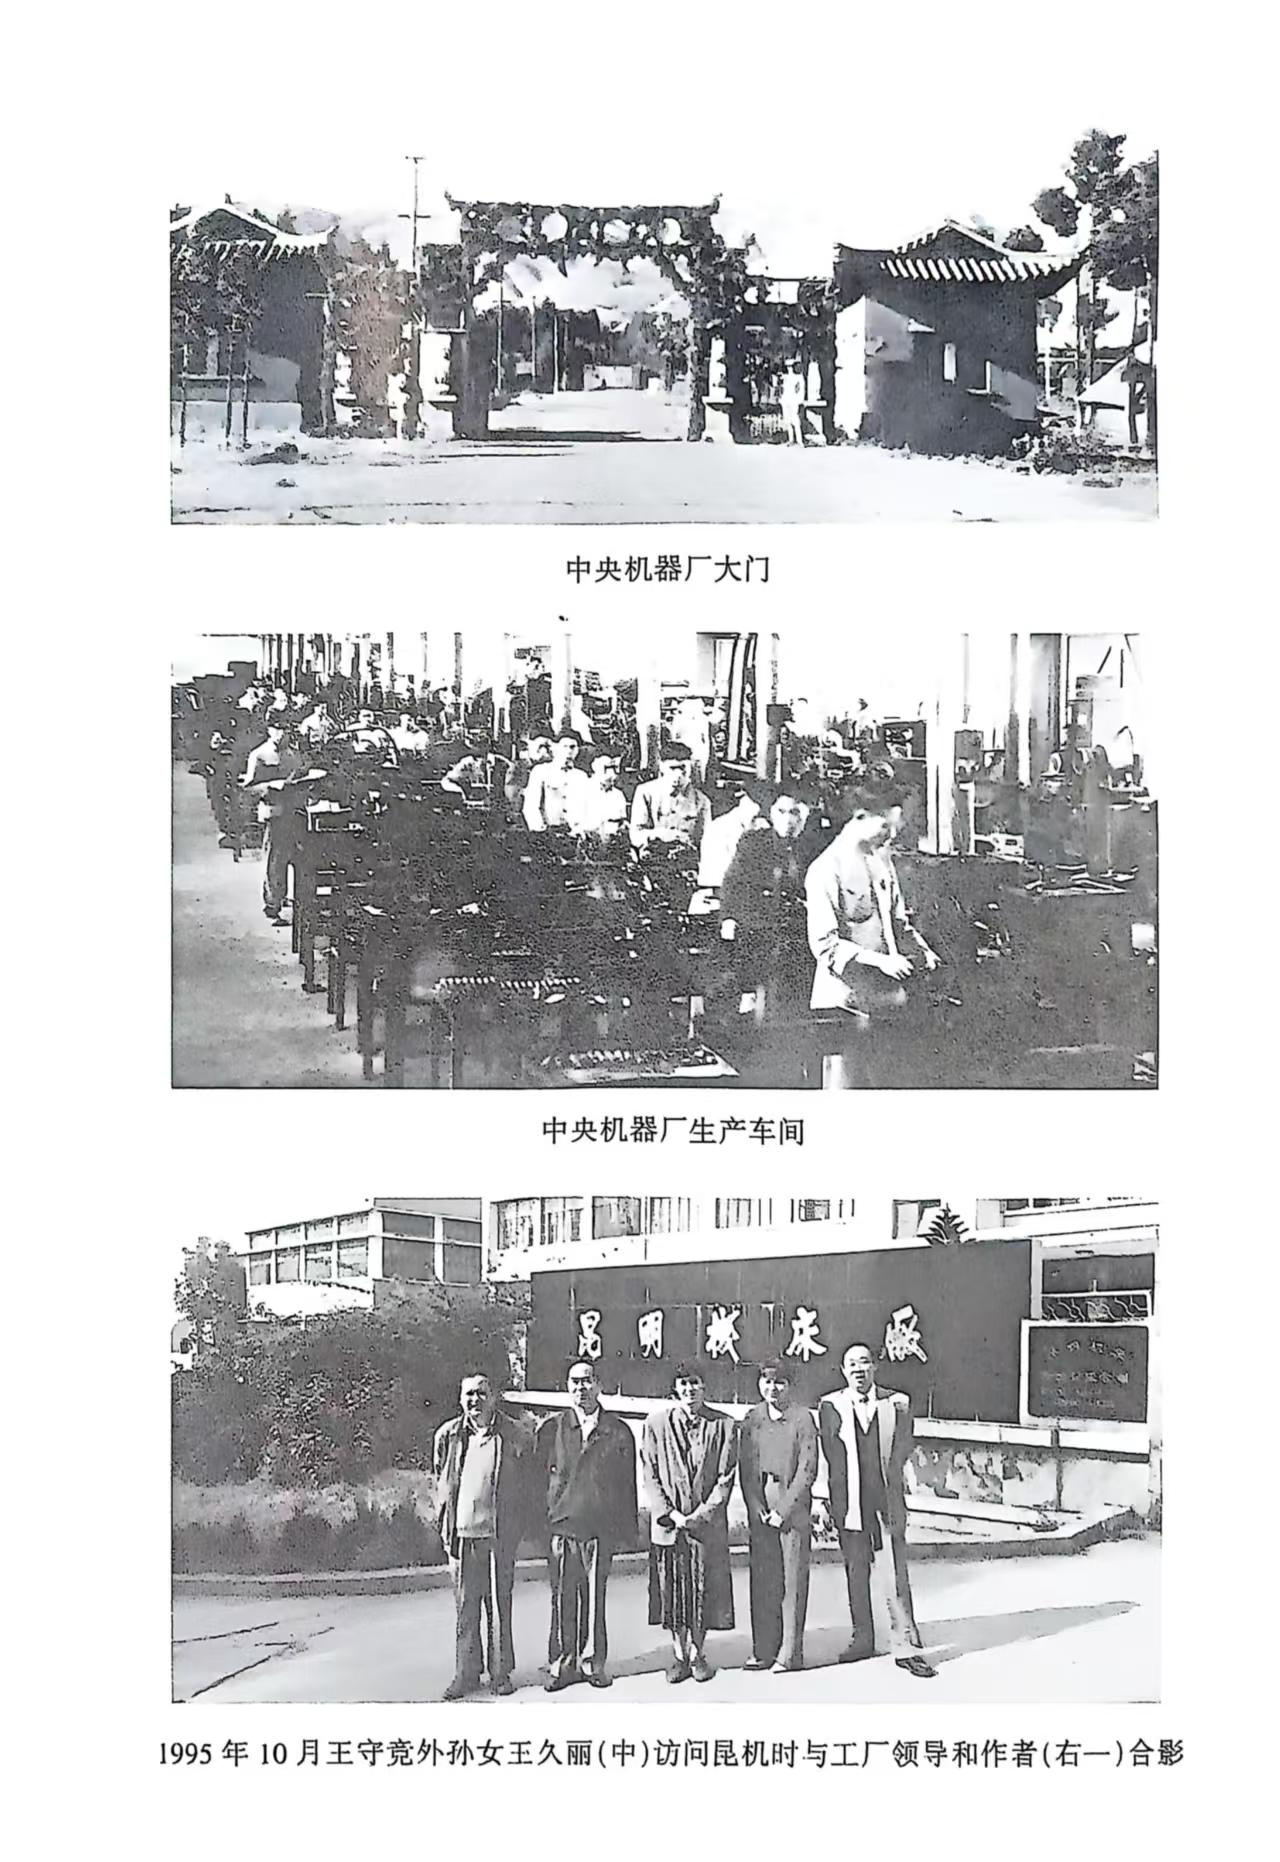 中央机器厂大门
中央机器厂生产车间
昆明机床厂
1995年10月王守竞外孙女王久丽(中)访问昆机时与工厂领导和作者(右一)合影